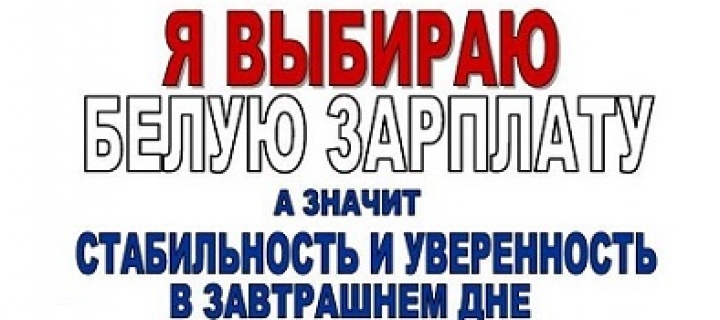 Я ВЫБИРАЮ
БЕЛУЮ ЗАРПЛАТУ
А ЗНАЧИТ
СТАБИЛЬНОСТЬ И УВЕРЕННОСТЬ
В ЗАВТРАШНЕМ ДНЕ